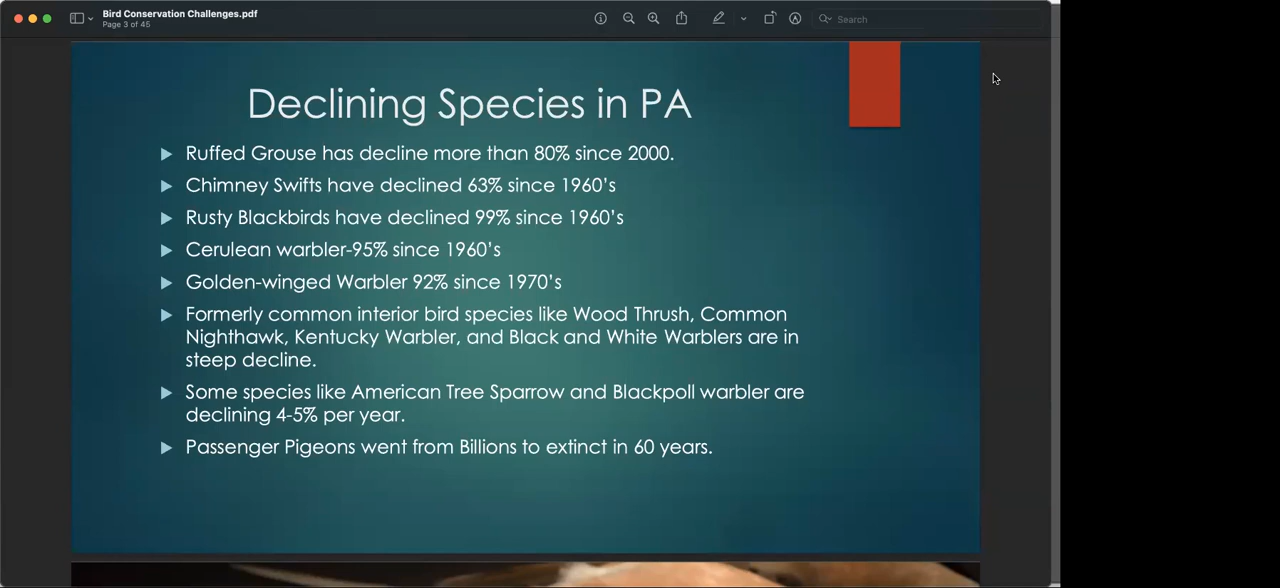 Bird Conservation Challenges.pdf
Page 3 of 45
Search
Declining Species in PA
Ruffed Grouse has decline more than 80% since 2000.
Chimney Swifts have declined 63% since 1960's
Rusty Blackbirds have declined 99% since 1960's
Cerulean warbler-95% since 1960's
Golden-winged Warbler 92% since 1970's
Formerly common interior bird species like Wood Thrush, Common
Nighthawk, Kentucky Warbler, and Black and White Warblers are in
steep decline.
Some species like American Tree Sparrow and Blackpoll warbler are
declining 4-5% per year.
Passenger Pigeons went from Billions to extinct in 60 years.